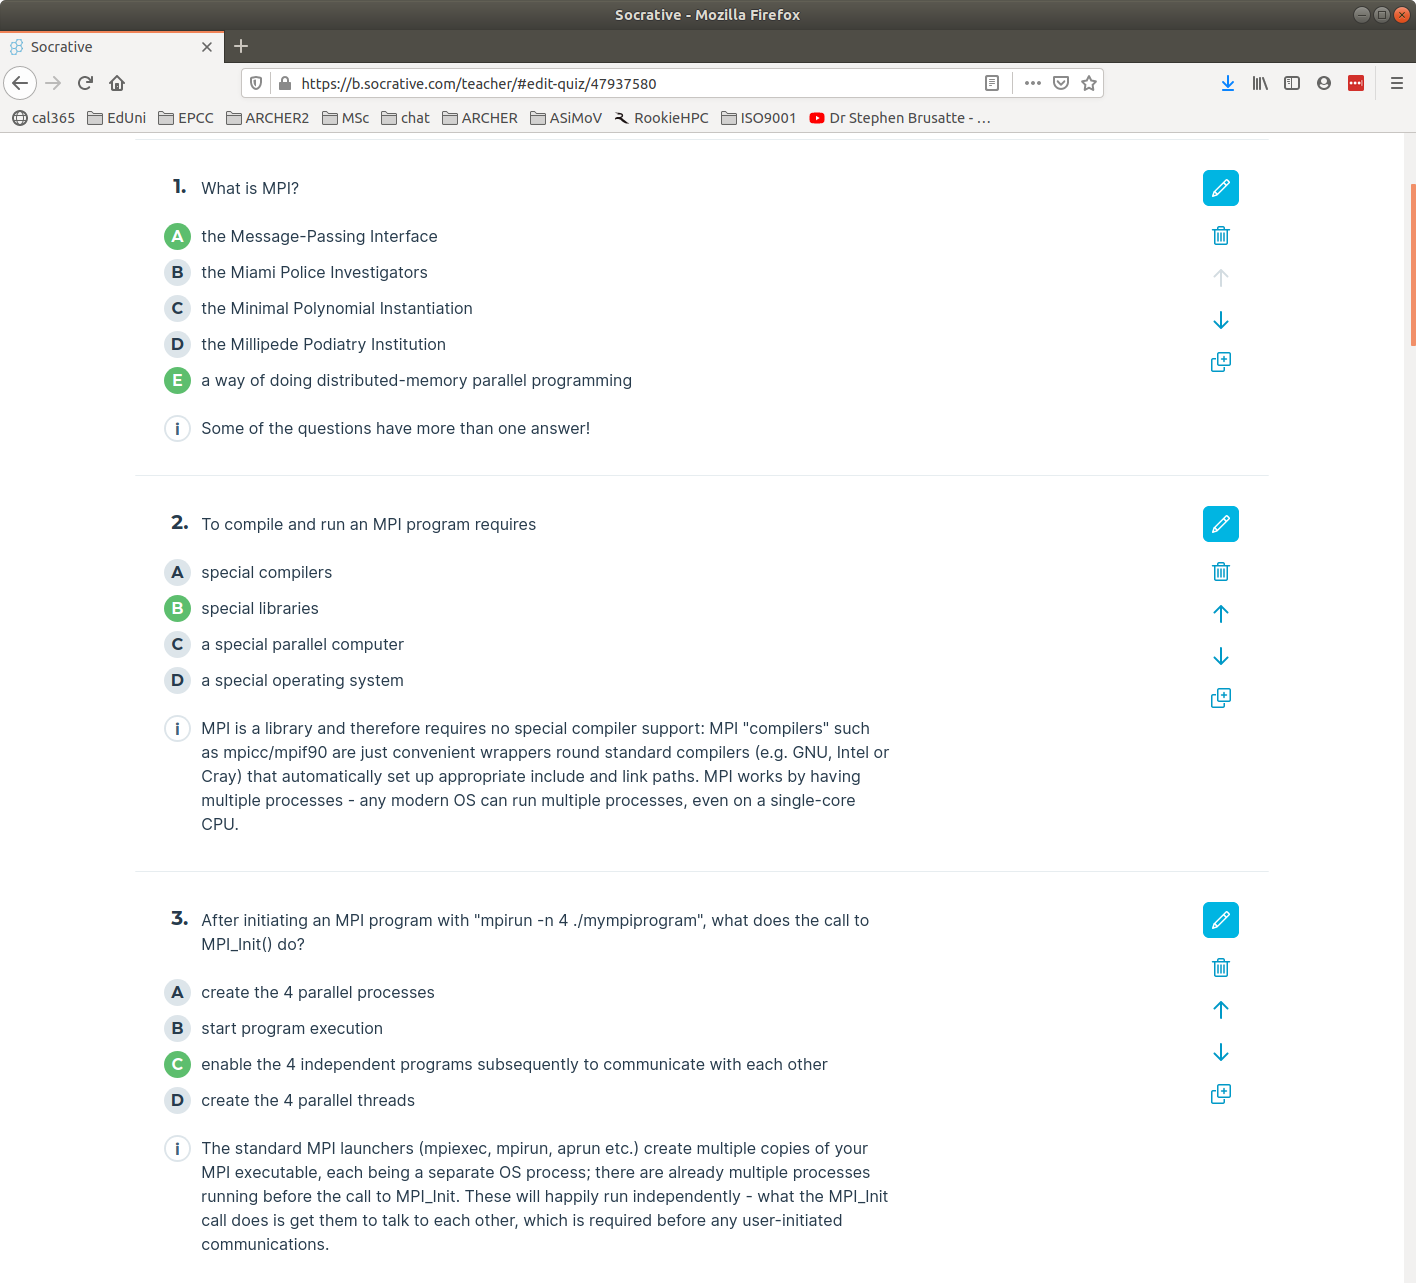 Socrative - Mozilla Firefox
Socrative
https://b.socrative.com/teacher/#edit-quiz/47937580
cal365 EdUni EPCC ARCHER2 MSc chat ARCHER ASiMoV RookieHPC ISO9001 Dr Stephen Brusatte - ...
1. What is MPI?
A the Message-Passing Interface
B the Miami Police Investigators
C the Minimal Polynomial Instantiation
D the Millipede Podiatry Institution
E a way of doing distributed-memory parallel programming
i Some of the questions have more than one answer!
2. To compile and run an MPI program requires
A special compilers
B special libraries
C a special parallel computer
D a special operating system
i MPI is a library and therefore requires no special compiler support: MPI "compilers" such
as mpicc/mpif90 are just convenient wrappers round standard compilers (e.g. GNU, Intel or
Cray) that automatically set up appropriate include and link paths. MPI works by having
multiple processes - any modern OS can run multiple processes, even on a single-core
CPU.
3. After initiating an MPI program with "mpirun -n 4 ./mympiprogram", what does the call to
MPI_Init() do?
A create the 4 parallel processes
B start program execution
C enable the 4 independent programs subsequently to communicate with each other
D create the 4 parallel threads
i The standard MPI launchers (mpiexec, mpirun, aprun etc.) create multiple copies of your
MPI executable, each being a separate OS process; there are already multiple processes
running before the call to MPI_Init. These will happily run independently - what the MPI_Init
call does is get them to talk to each other, which is required before any user-initiated
communications.